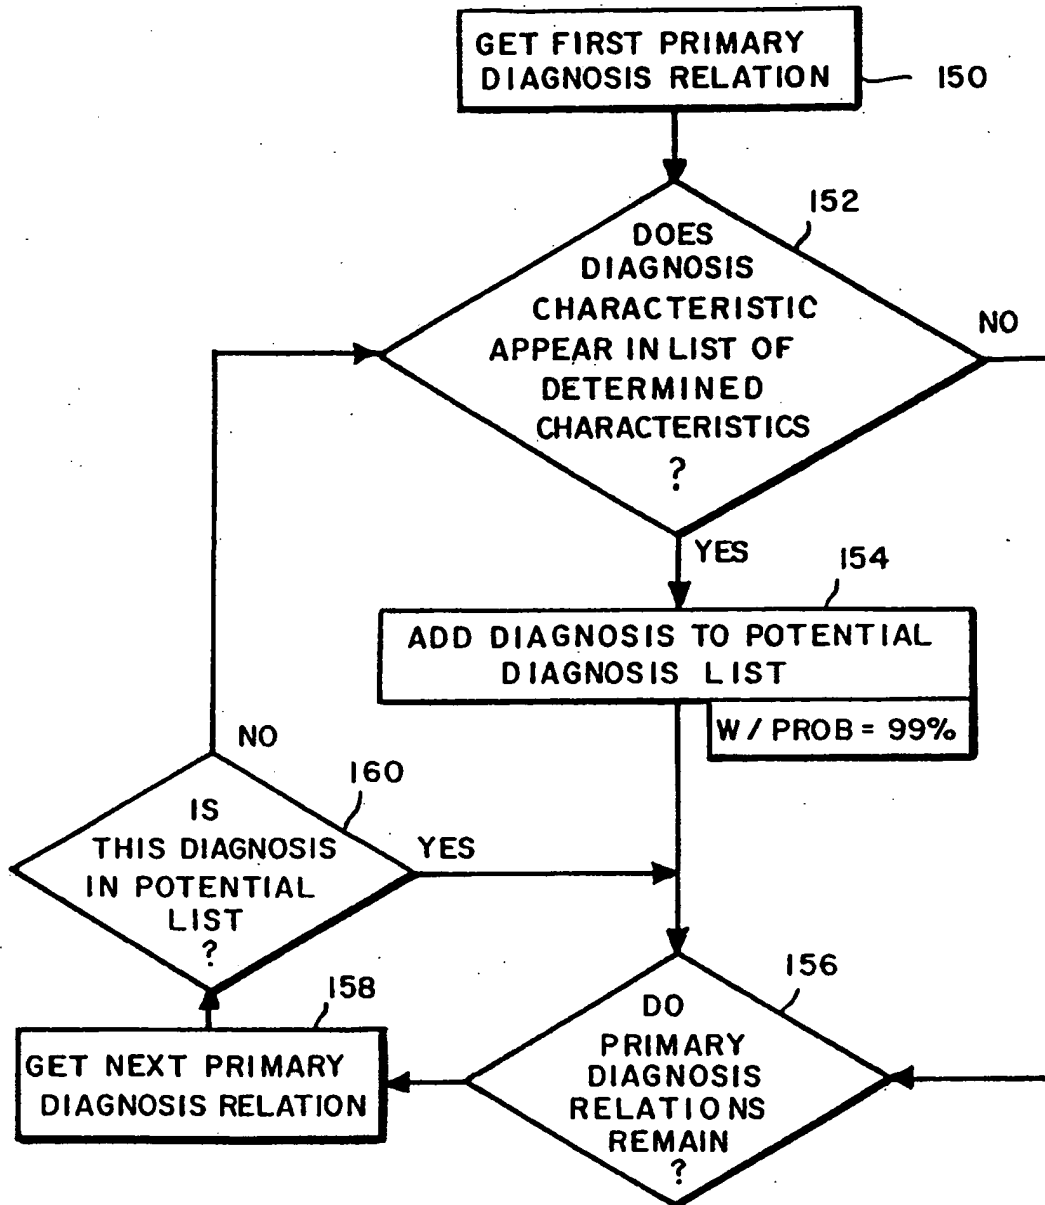 GET FIRST PRIMARY
DIAGNOSIS RELATION
150
152
DOES
DIAGNOSIS
CHARACTERISTIC
APPEAR IN LIST OF
DETERMINED
CHARACTERISTICS
?
NO
YES
154
ADD DIAGNOSIS TO POTENTIAL
DIAGNOSIS LIST
W/PROB = 99%
NO
160
IS
THIS DIAGNOSIS
IN POTENTIAL
LIST
?
YES
156
DO
PRIMARY
DIAGNOSIS
RELATIONS
REMAIN
?
158
GET NEXT PRIMARY
DIAGNOSIS RELATION